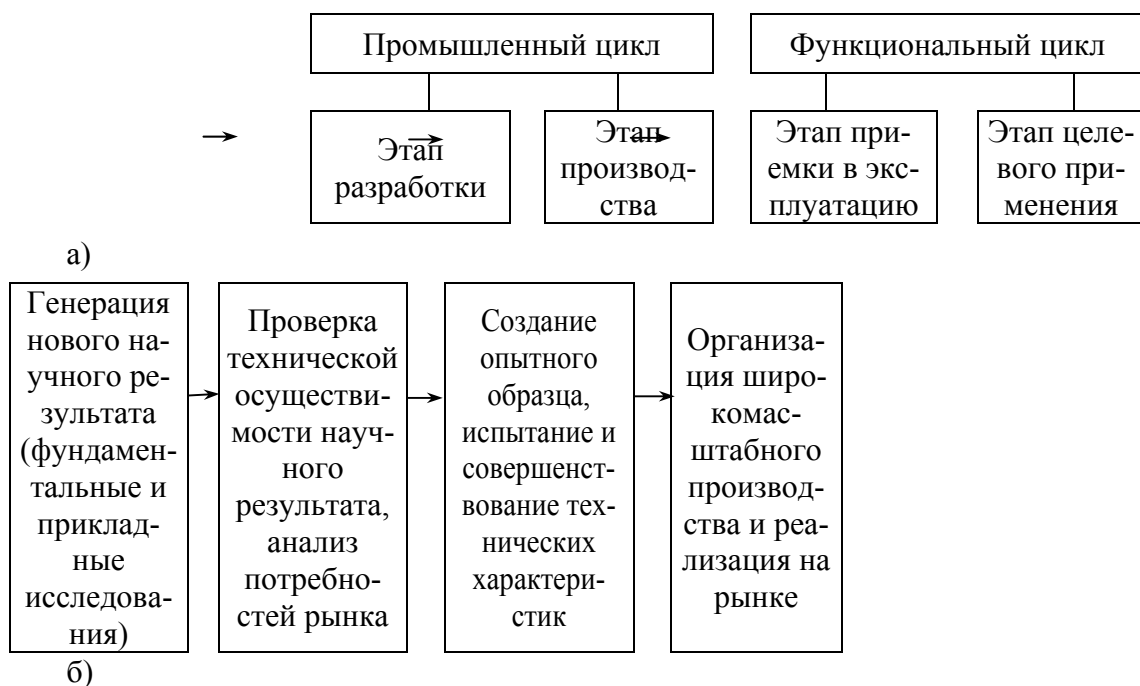 Промышленный цикл
Функциональный цикл
Этап
разработки
Этап
производ-
ства
Этап при-
емки в экс-
плуатацию
Этап целе-
вого при-
менения
а)
Генерация
нового на-
учного ре-
зультата
(фундамен-
тальные и
приклад-
ные
исследова-
ния)
Проверка
технической
осуществи-
мости науч-
ного
результата,
анализ
потребно-
стей рынка
Создание
опытного
образца,
испытание и
совершенст-
вование тех-
нических
характери-
стик
Организа-
ция широ-
комас-
штабного
производ-
ства и реа-
лизация на
рынке
б)